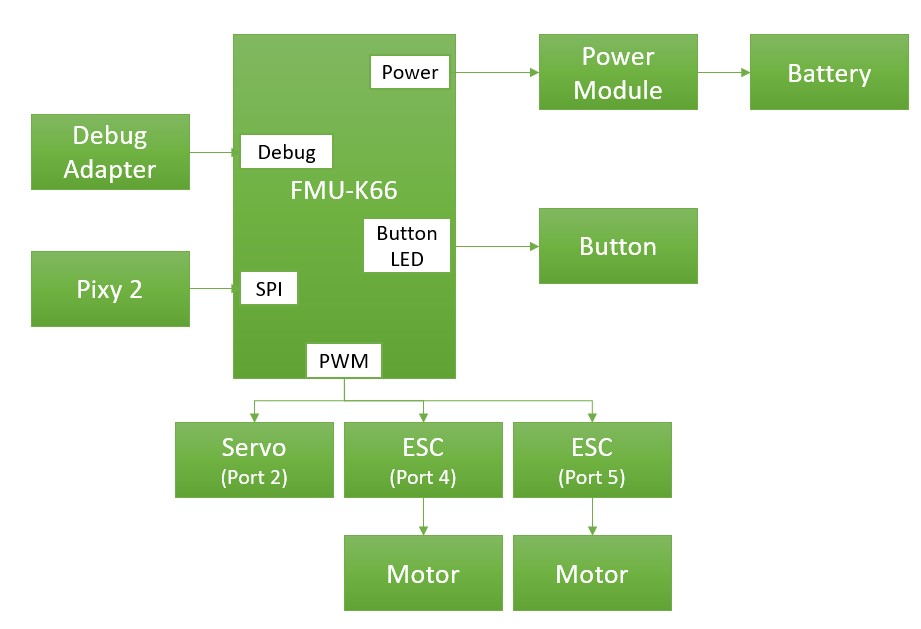 Power
Power
Module
Battery
Debug
Adapter
Debug
FMU-K66
Button
LED
Button
Pixy 2
SPI
PWM
Servo
(Port 2)
ESC
(Port 4)
ESC
(Port 5)
Motor
Motor